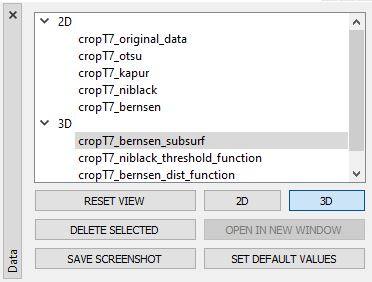 2D
cropT7_original_data
cropT7_otsu
cropT7_kapur
cropT7_niblack
cropT7_bernsen
3D
cropT7_bernsen_subsurf
cropT7_niblack_threshold_function
cropT7_bernsen_dist_function
RESET VIEW 2D 3D
DELETE SELECTED OPEN IN NEW WINDOW
SAVE SCREENSHOT SET DEFAULT VALUES
Data